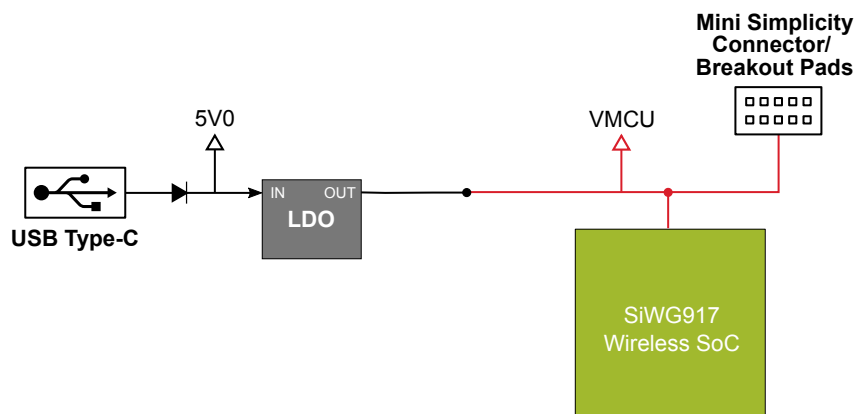 Mini Simplicity
Connector/
Breakout Pads
5V0
VMCU
USB Type-C
IN OUT
LDO
SiWG917
Wireless SoC